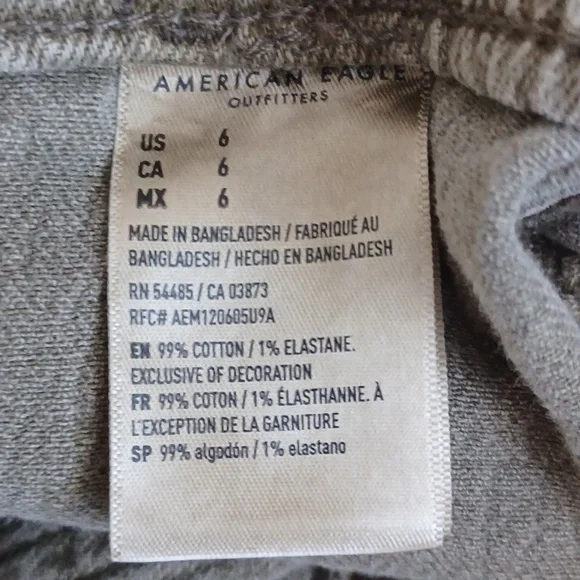 AMERICAN EAGLE
OUTFITTERS
US 6
CA 6
MX 6
MADE IN BANGLADESH / FABRIQUÉ AU
BANGLADESH / HECHO EN BANGLADESH
RN 54485 / CA 03873
RFC# AEM120605U9A
EN 99% COTTON / 1% ELASTANE.
EXCLUSIVE OF DECORATION
FR 99% COTON / 1% ÉLASTHANNE. À
L'EXCEPTION DE LA GARNITURE
SP 99% algodón / 1% elastano